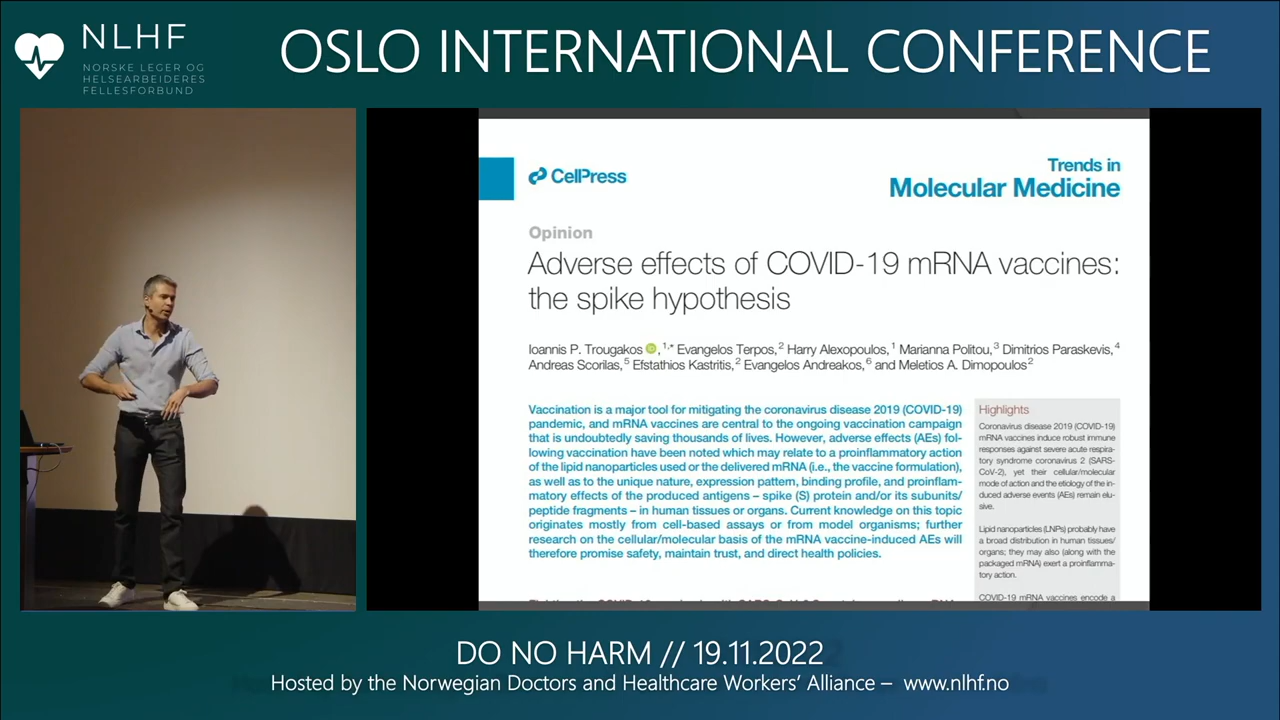 NLHF
NORSKE LEGER OG
HELSEARBEIDERES
FELLESFORBUND
OSLO INTERNATIONAL CONFERENCE
CellPress
Trends in
Molecular Medicine
Opinion
Adverse effects of COVID-19 mRNA vaccines:
the spike hypothesis
Ioannis P. Trougakos iD,1,* Evangelos Terpos,2 Harry Alexopoulos,1 Marianna Politou,3 Dimitrios Paraskevis,4
Andreas Scorilas,5 Efstathios Kastritis,2 Evangelos Andreakos,6 and Meletios A. Dimopoulos2
Vaccination is a major tool for mitigating the coronavirus disease 2019 (COVID-19)
pandemic, and mRNA vaccines are central to the ongoing vaccination campaign
that is undoubtedly saving thousands of lives. However, adverse effects (AEs) fol-
lowing vaccination have been noted which may relate to a proinflammatory action
of the lipid nanoparticles used or the delivered mRNA (i.e., the vaccine formulation),
as well as to the unique nature, expression pattern, binding profile, and proinflam-
matory effects of the produced antigens – spike (S) protein and/or its subunits/
peptide fragments – in human tissues or organs. Current knowledge on this topic
originates mostly from cell-based assays or from model organisms; further
research on the cellular/molecular basis of the mRNA vaccine-induced AEs will
therefore promise safety, maintain trust, and direct health policies.
Highlights
Coronavirus disease 2019 (COVID-19)
mRNA vaccines induce robust immune
responses against severe acute respira-
tory syndrome coronavirus 2 (SARS-
CoV-2), yet their cellular/molecular
mode of action and the etiology of the in-
duced adverse events (AEs) remain elu-
sive.
Lipid nanoparticles (LNPs) probably have
a broad distribution in human tissues/
organs; they may also (along with the
packaged mRNA) exert a proinflamma-
tory action.
COVID-19 mRNA vaccines encode a
DO NO HARM // 19.11.2022
Hosted by the Norwegian Doctors and Healthcare Workers' Alliance – www.nlhf.no